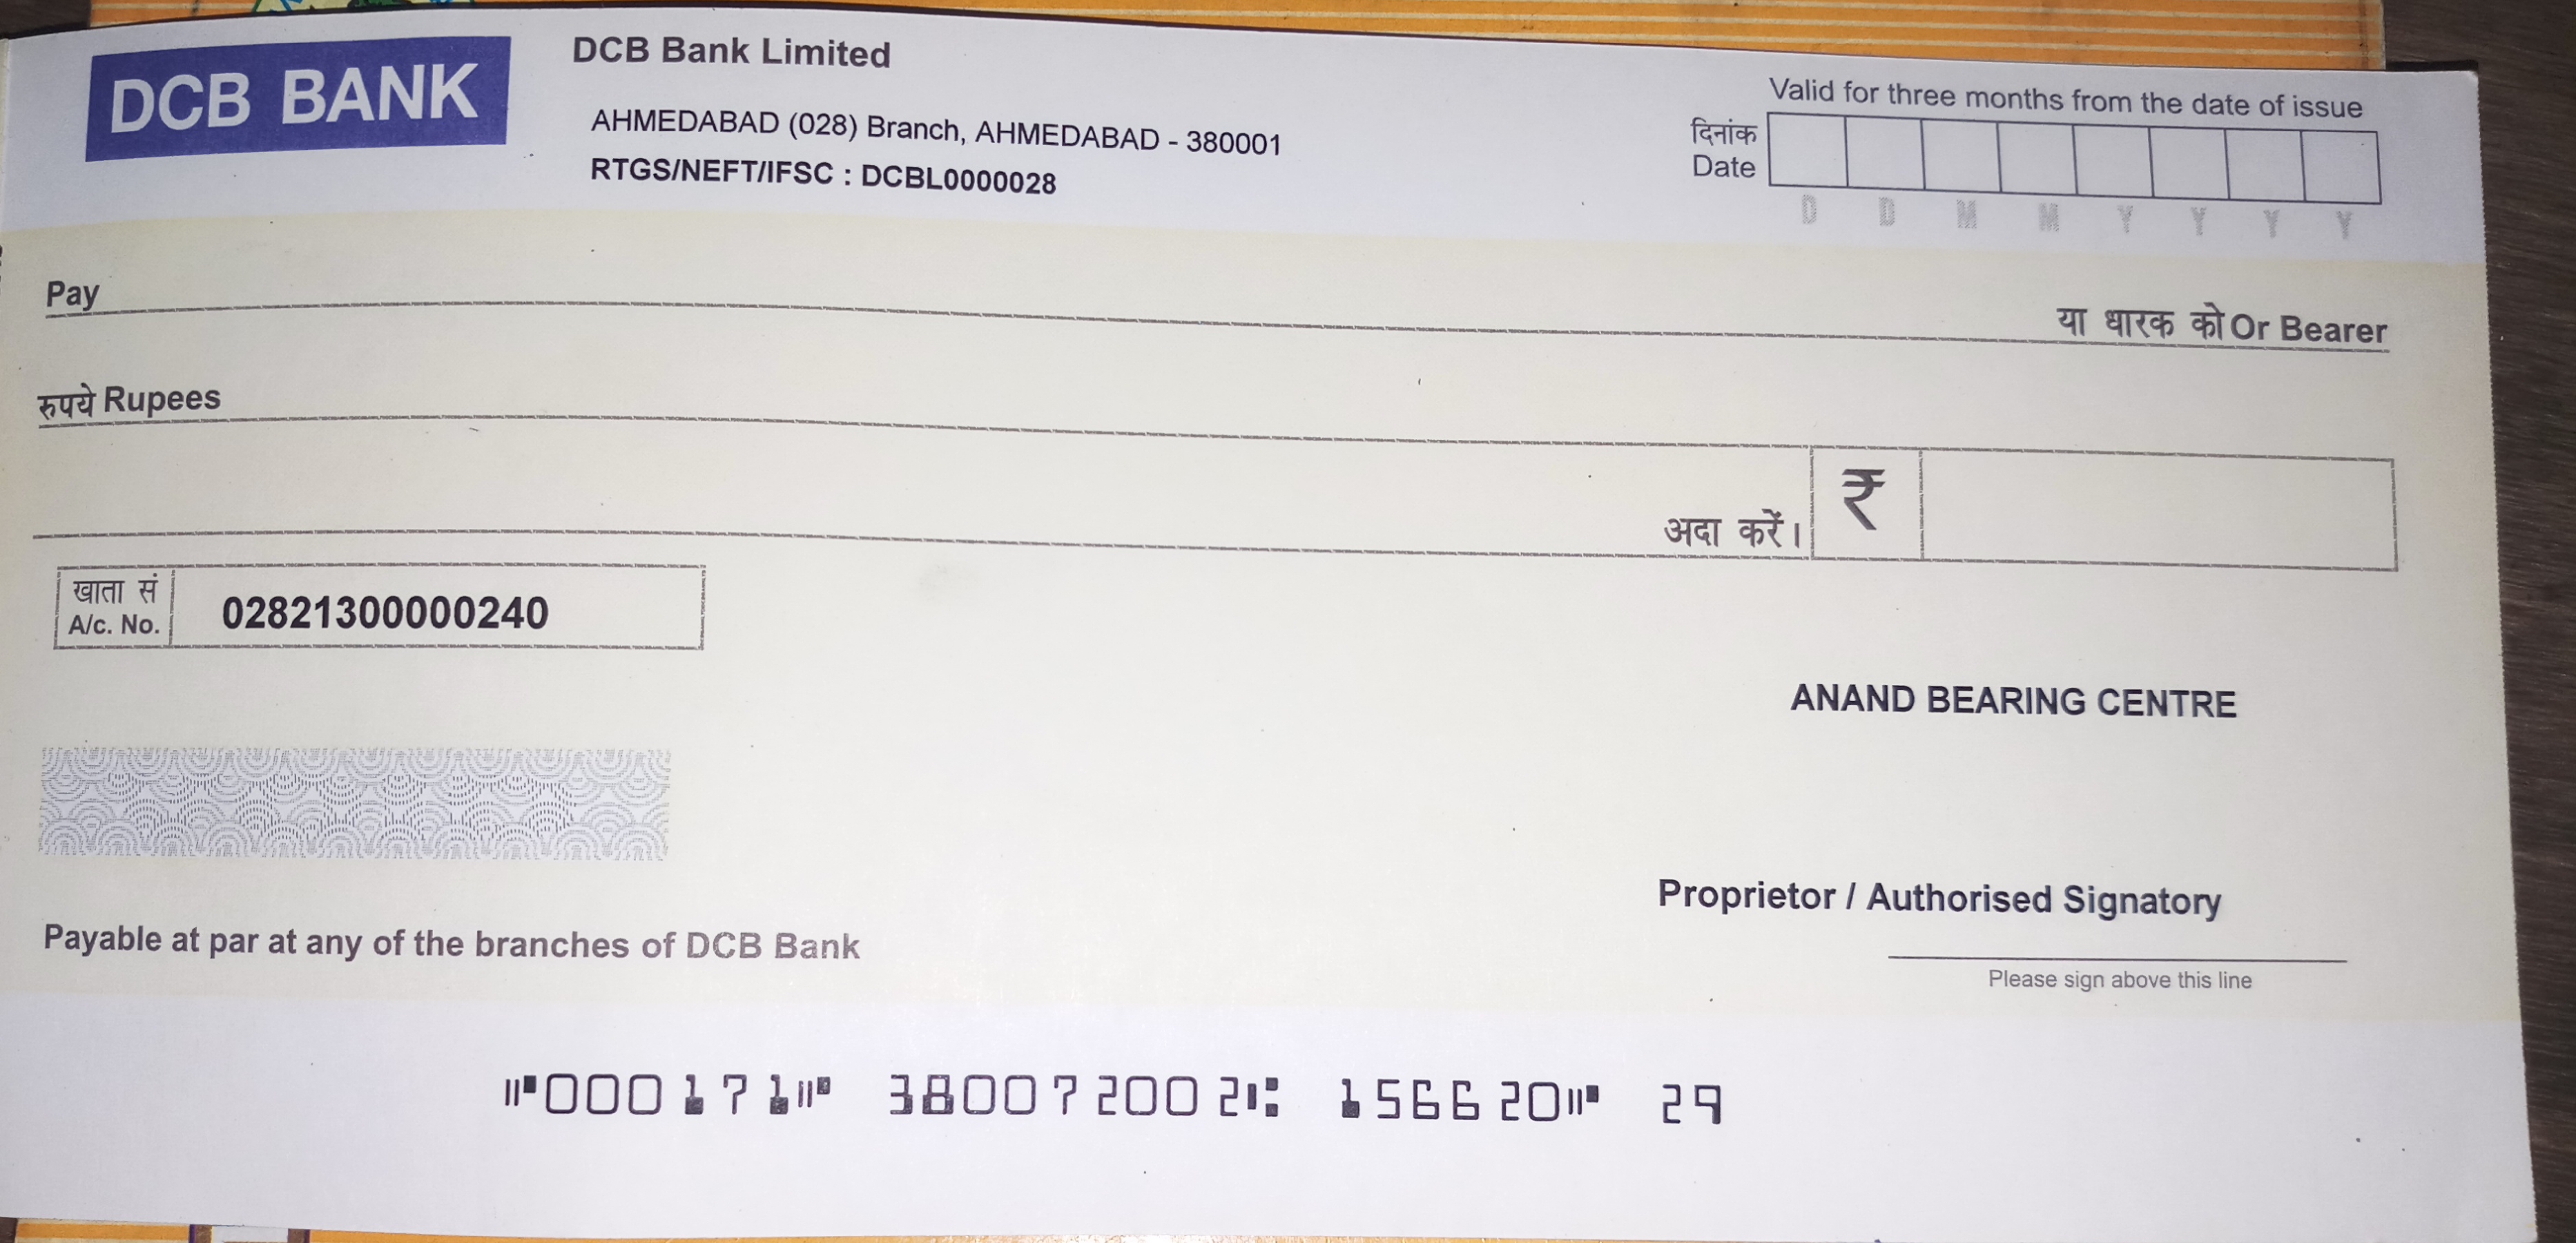 DCB BANK
DCB Bank Limited
AHMEDABAD (028) Branch, AHMEDABAD - 380001
RTGS/NEFT/IFSC : DCBL0000028
Valid for three months from the date of issue
दिनांक
Date
D D M M Y Y Y Y
Pay
या धारक को Or Bearer
रुपये Rupees
अदा करें।
₹
खाता सं
A/c. No.
02821300000240
ANAND BEARING CENTRE
Proprietor / Authorised Signatory
Payable at par at any of the branches of DCB Bank
Please sign above this line
⑈000171⑈ 380072002⑆ 156620⑈ 29